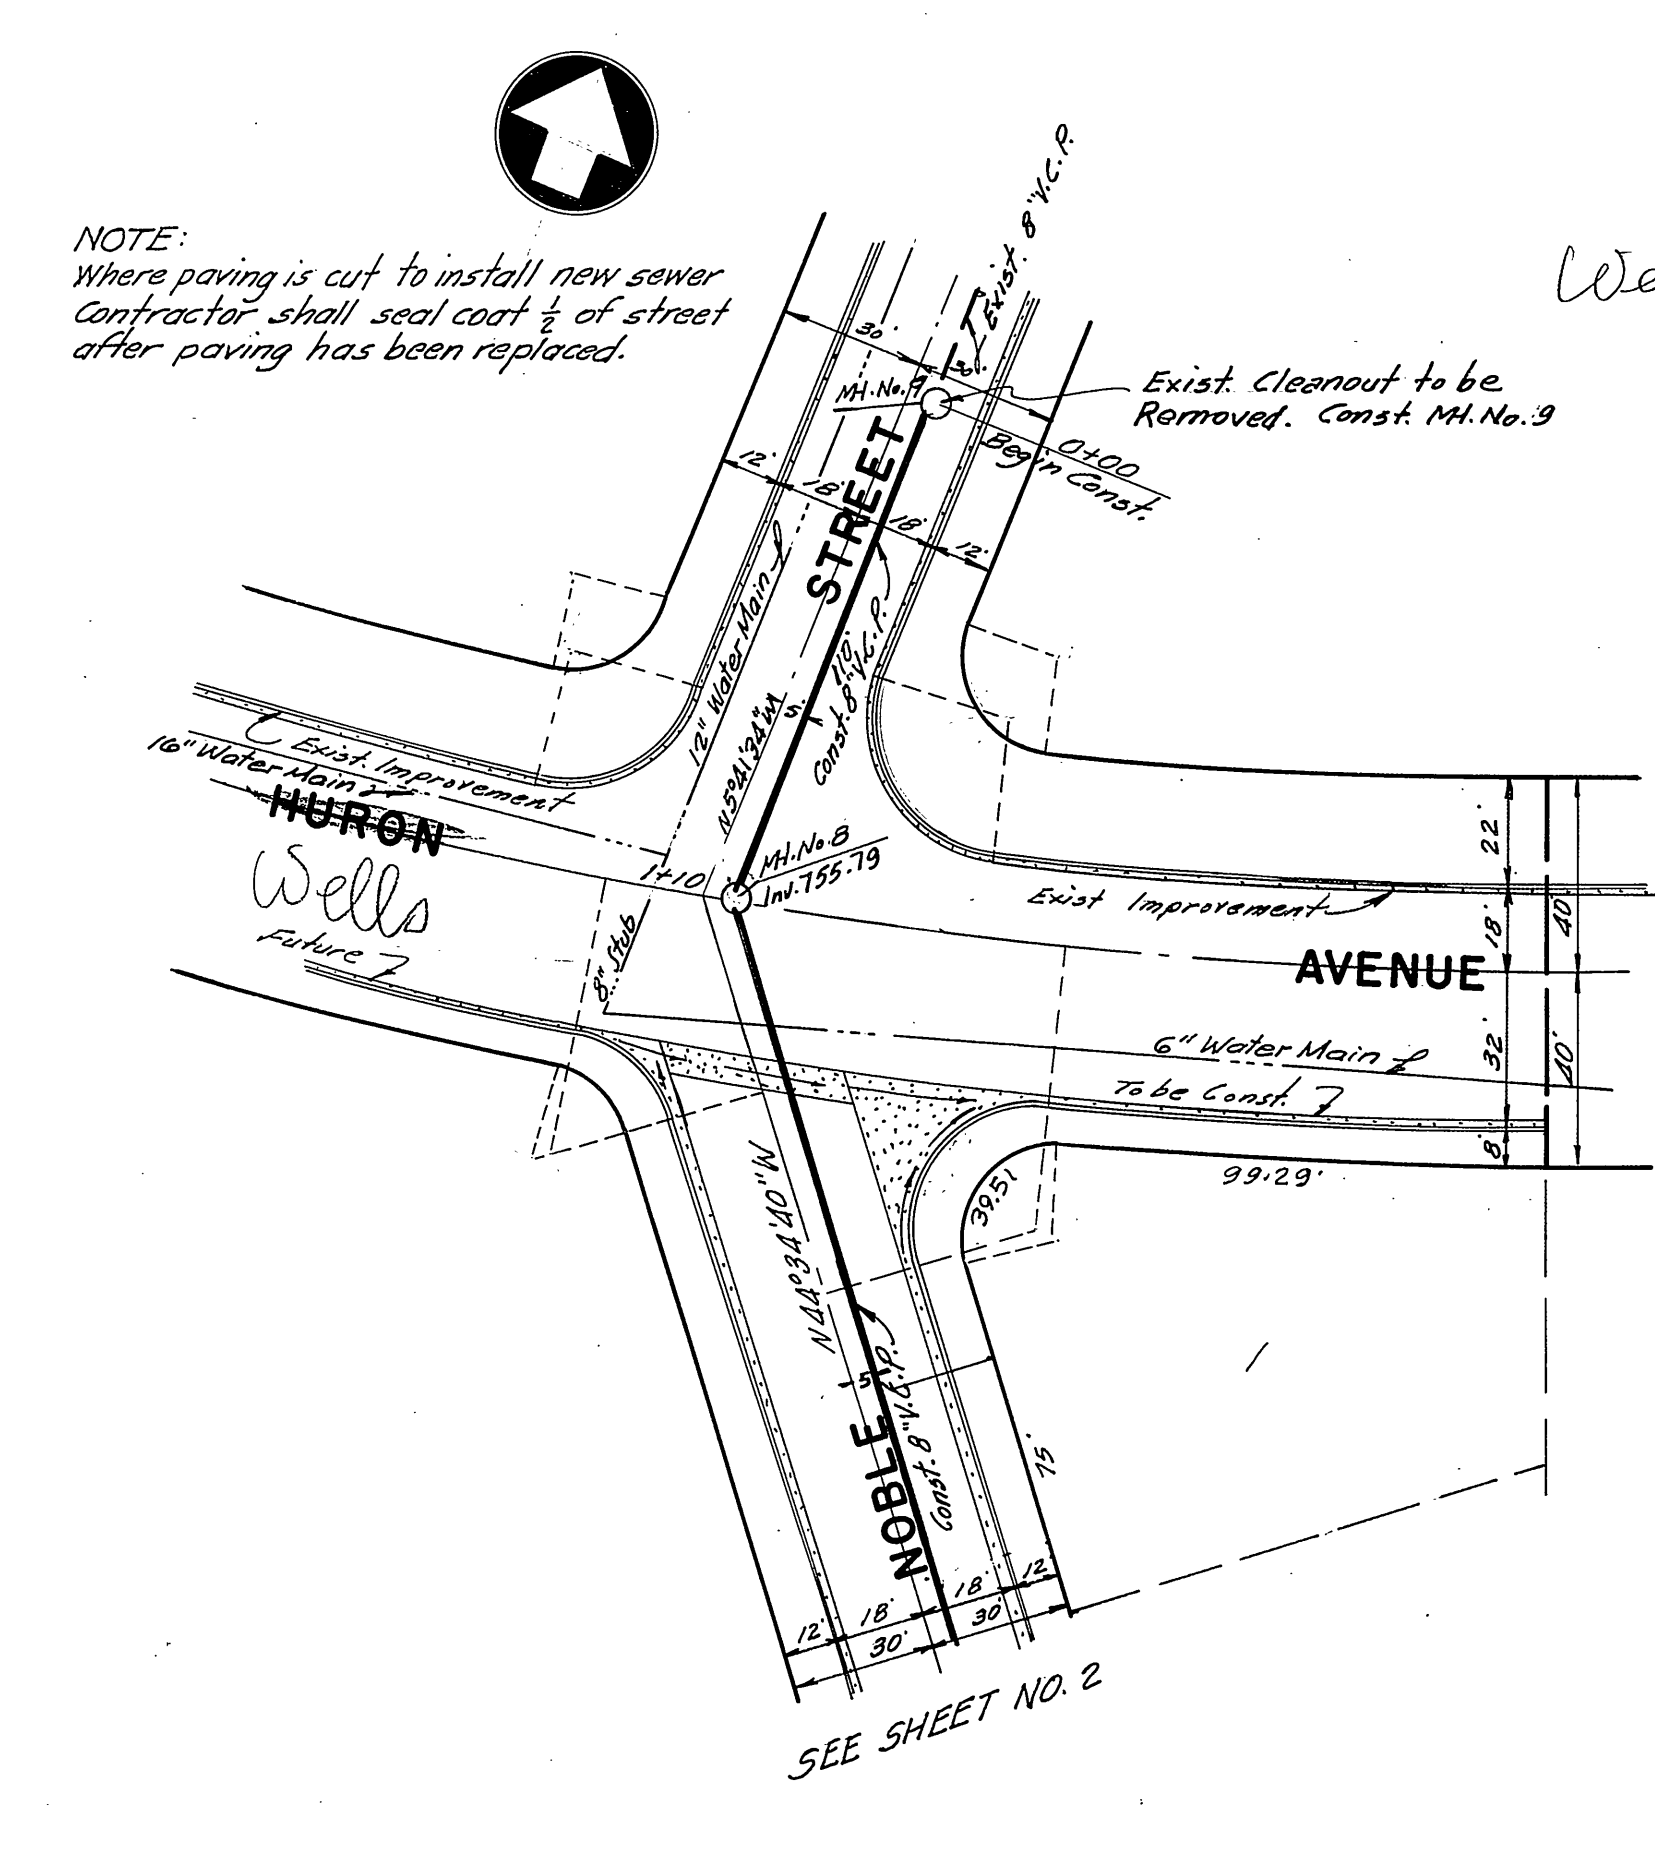 NOTE:
Where paving is cut to install new sewer
Contractor shall seal coat ½ of street
after paving has been replaced.
Exist. 8" V.C.P.
30'
MH. No. 9
Exist. Cleanout to be
Removed. Const. MH. No. 9
0+00
Begin Const.
12'
18'
18'
12'
STREET
12" Water Main
N5°41'34"W
5'
110'
Const. 8" V.C.P.
Exist. Improvement
16" Water Main
HURON
Wells
Future
1+10
MH. No. 8
Inv. 755.79
8" Stub
Exist Improvement
AVENUE
22'
18'
40'
32'
40'
8'
6" Water Main
To be Const.
99.29'
39.51
N44°34'40"W
5'
Const. 8" V.C.P.
NOBLE
75'
12'
18'
18'
12'
30'
30'
SEE SHEET NO. 2